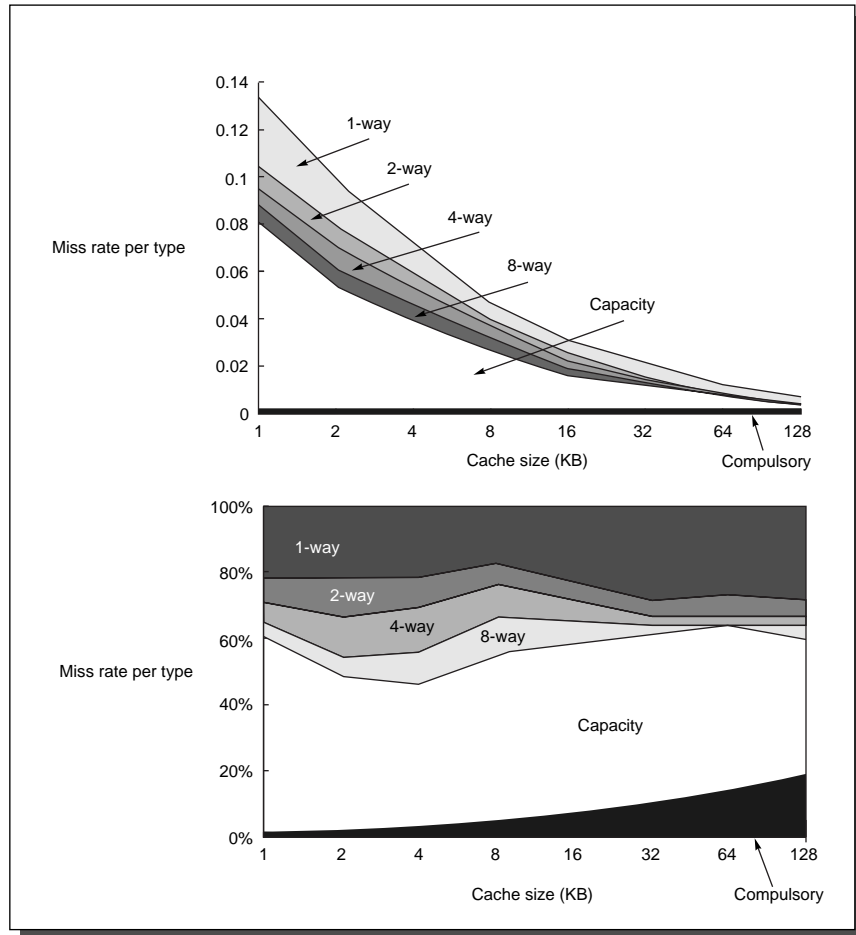 0.14
0.12
0.1
0.08
0.06
0.04
0.02
0
Miss rate per type
1-way
2-way
4-way
8-way
Capacity
1 2 4 8 16 32 64 128
Cache size (KB)
Compulsory
100%
80%
60%
40%
20%
0%
Miss rate per type
1-way
2-way
4-way
8-way
Capacity
1 2 4 8 16 32 64 128
Cache size (KB)
Compulsory